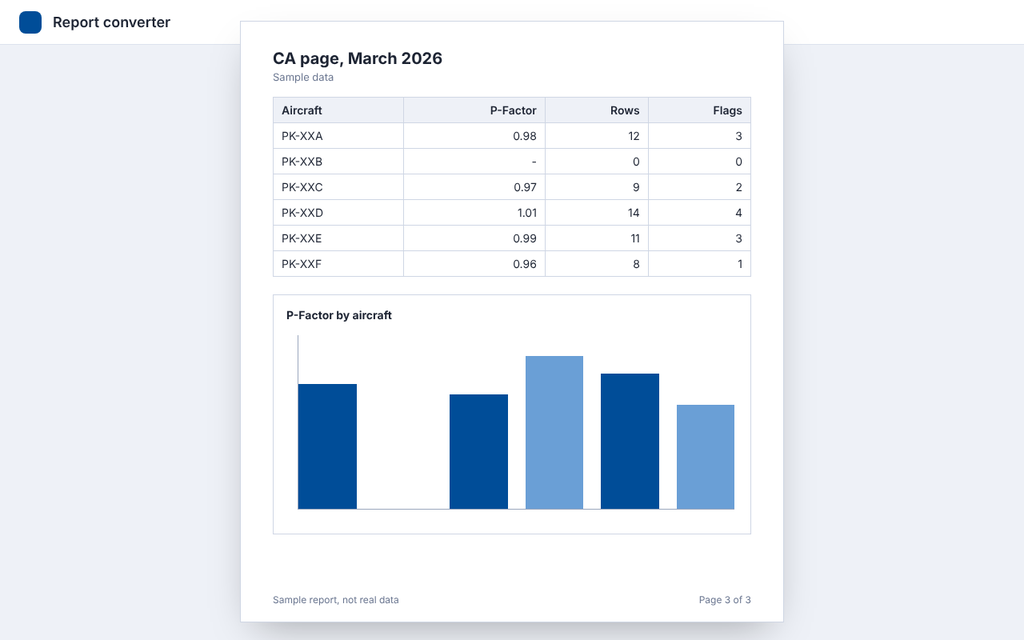 Report converter
CA page, March 2026
Sample data
Aircraft P-Factor Rows Flags
PK-XXA 0.98 12 3
PK-XXB - 0 0
PK-XXC 0.97 9 2
PK-XXD 1.01 14 4
PK-XXE 0.99 11 3
PK-XXF 0.96 8 1
P-Factor by aircraft
Sample report, not real data Page 3 of 3